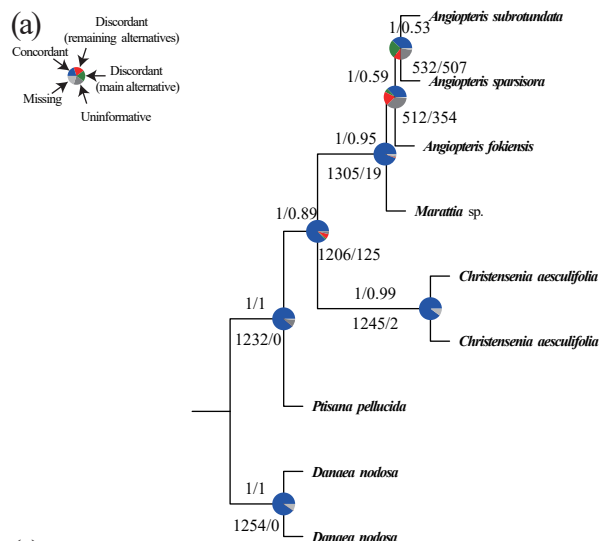 (a)
Discordant
(remaining alternatives)
Concordant
Discordant
(main alternative)
Missing
Uninformative
1/0.53
Angiopteris subrotundata
532/507
Angiopteris sparsisora
1/0.59
512/354
Angiopteris fokiensis
1/0.95
1305/19
Marattia sp.
1/0.89
1206/125
Christensenia aesculifolia
1/0.99
1245/2
Christensenia aesculifolia
1/1
1232/0
Ptisana pellucida
Danaea nodosa
1/1
1254/0
Danaea nodosa